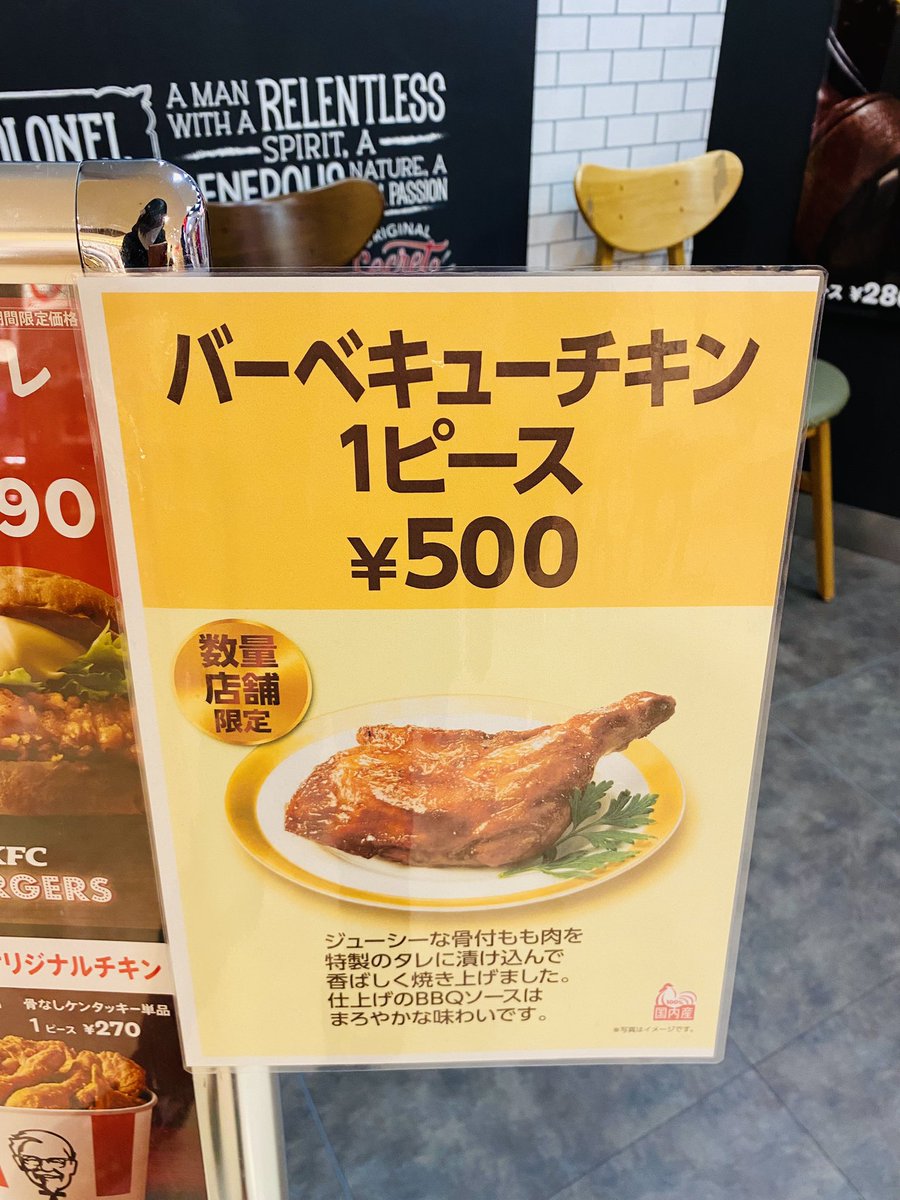 A MAN
WITH A RELENTLESS
SPIRIT, A
NATURE, A
PASSION
ORIGINAL
¥280
期間限定価格
レ
90
バーベキューチキン
1ピース
¥500
数量
店舗
限定
ジューシーな骨付もも肉を
特製のタレに漬け込んで
香ばしく焼き上げました。
仕上げのBBQソースは
まろやかな味わいです。
100%
国内産
※写真はイメージです。
KFC
オリジナルチキン
骨なしケンタッキー単品
1ピース ¥270